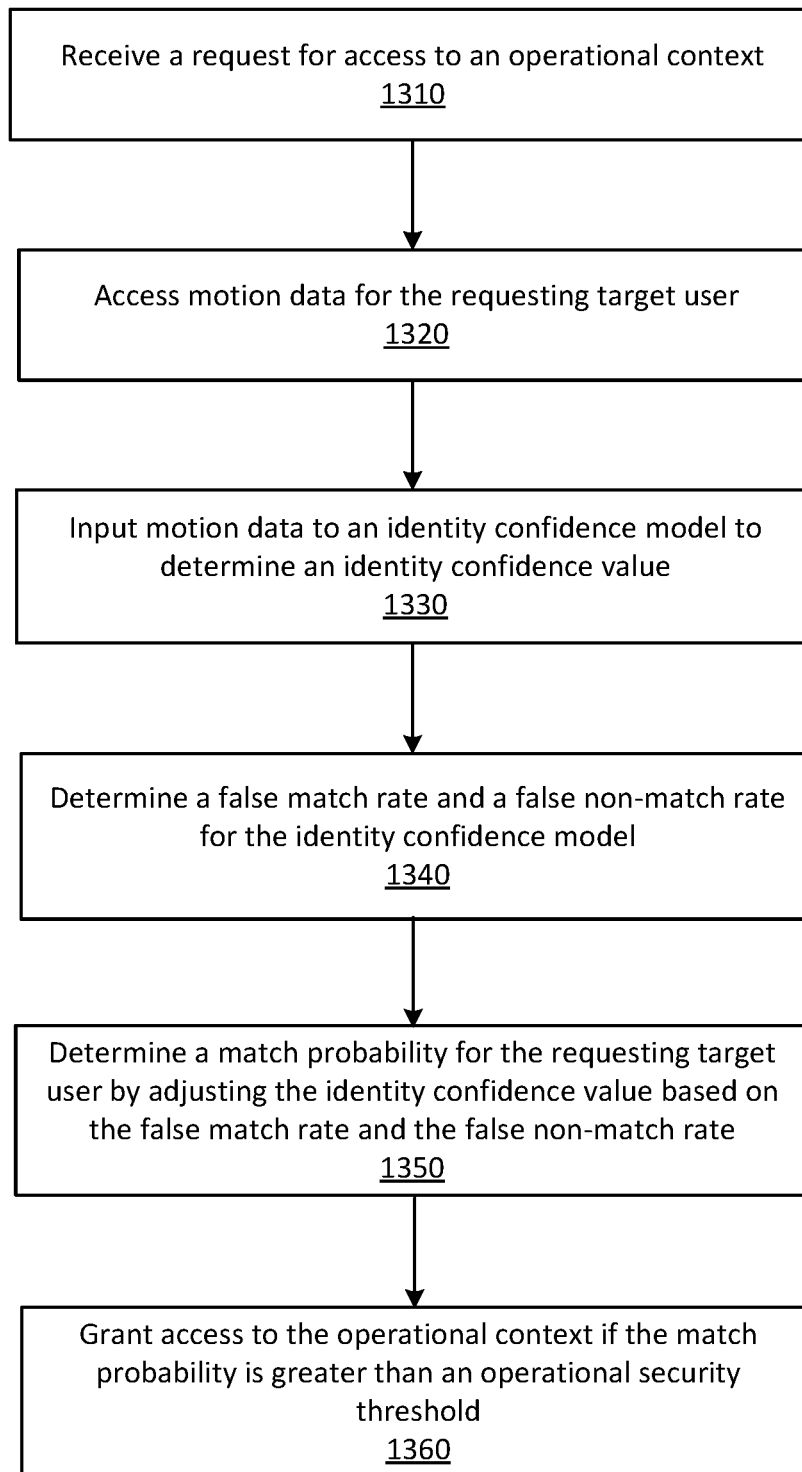 Receive a request for access to an operational context
1310
Access motion data for the requesting target user
1320
Input motion data to an identity confidence model to
determine an identity confidence value
1330
Determine a false match rate and a false non-match rate
for the identity confidence model
1340
Determine a match probability for the requesting target
user by adjusting the identity confidence value based on
the false match rate and the false non-match rate
1350
Grant access to the operational context if the match
probability is greater than an operational security
threshold
1360